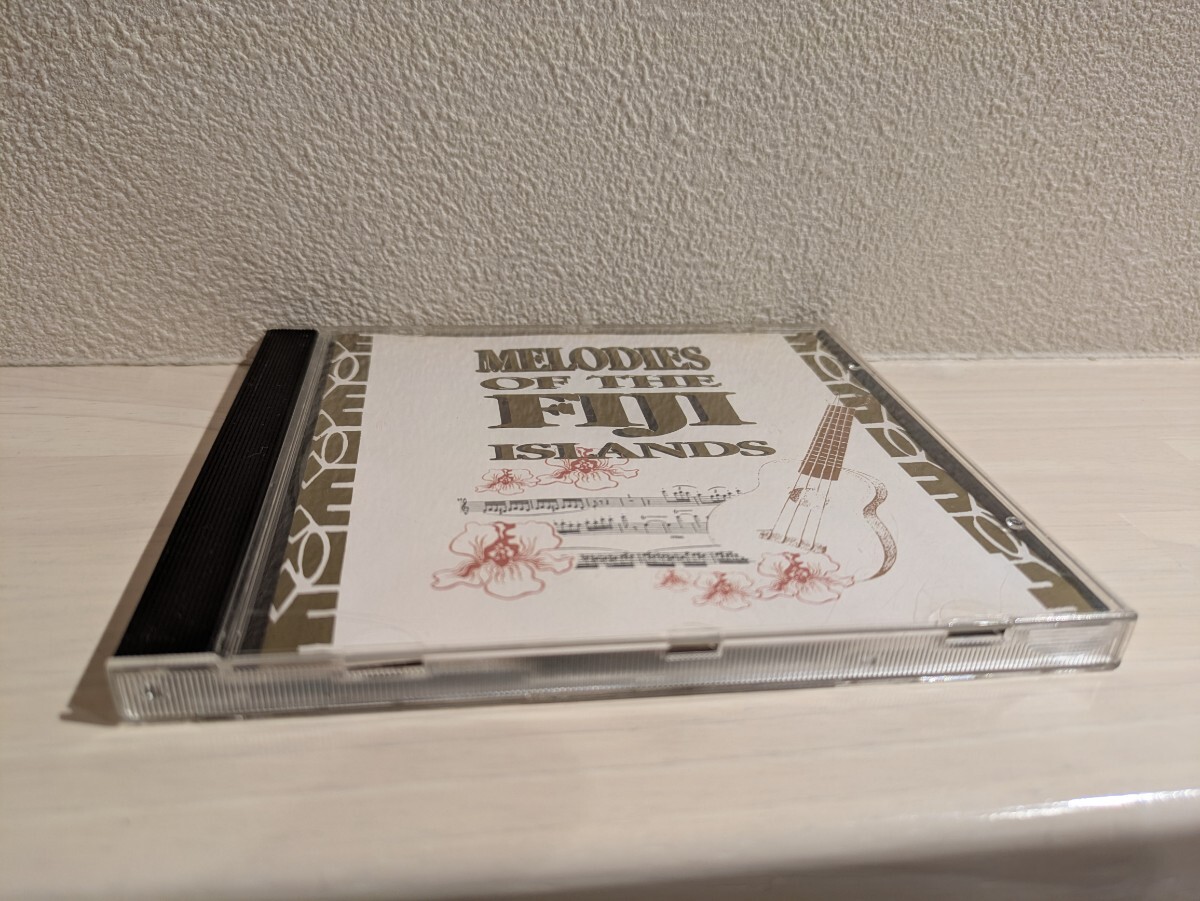 MELODIES
OF THE
FIJI
ISLANDS